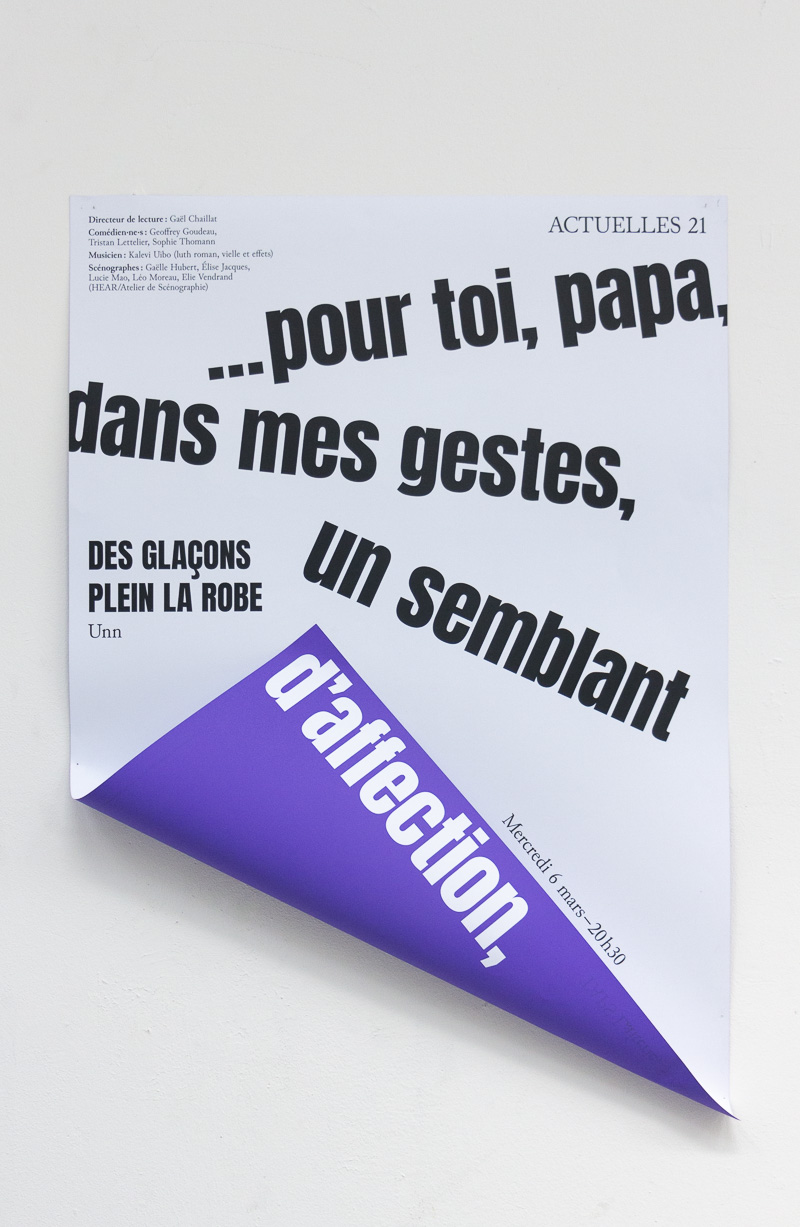 Directeur de lecture : Gaël Chaillat
Comédien·ne·s : Geoffrey Goudeau,
Tristan Lettelier, Sophie Thomann
Musicien : Kalevi Uibo (luth roman, vielle et effets)
Scénographes : Gaëlle Hubert, Élise Jacques,
Lucie Mao, Léo Moreau, Elie Vendrand
(HEAR/Atelier de Scénographie)
ACTUELLES 21
...pour toi, papa,
dans mes gestes,
un semblant
DES GLAÇONS
PLEIN LA ROBE
Unn
d’affection,
Mercredi 6 mars–20h30